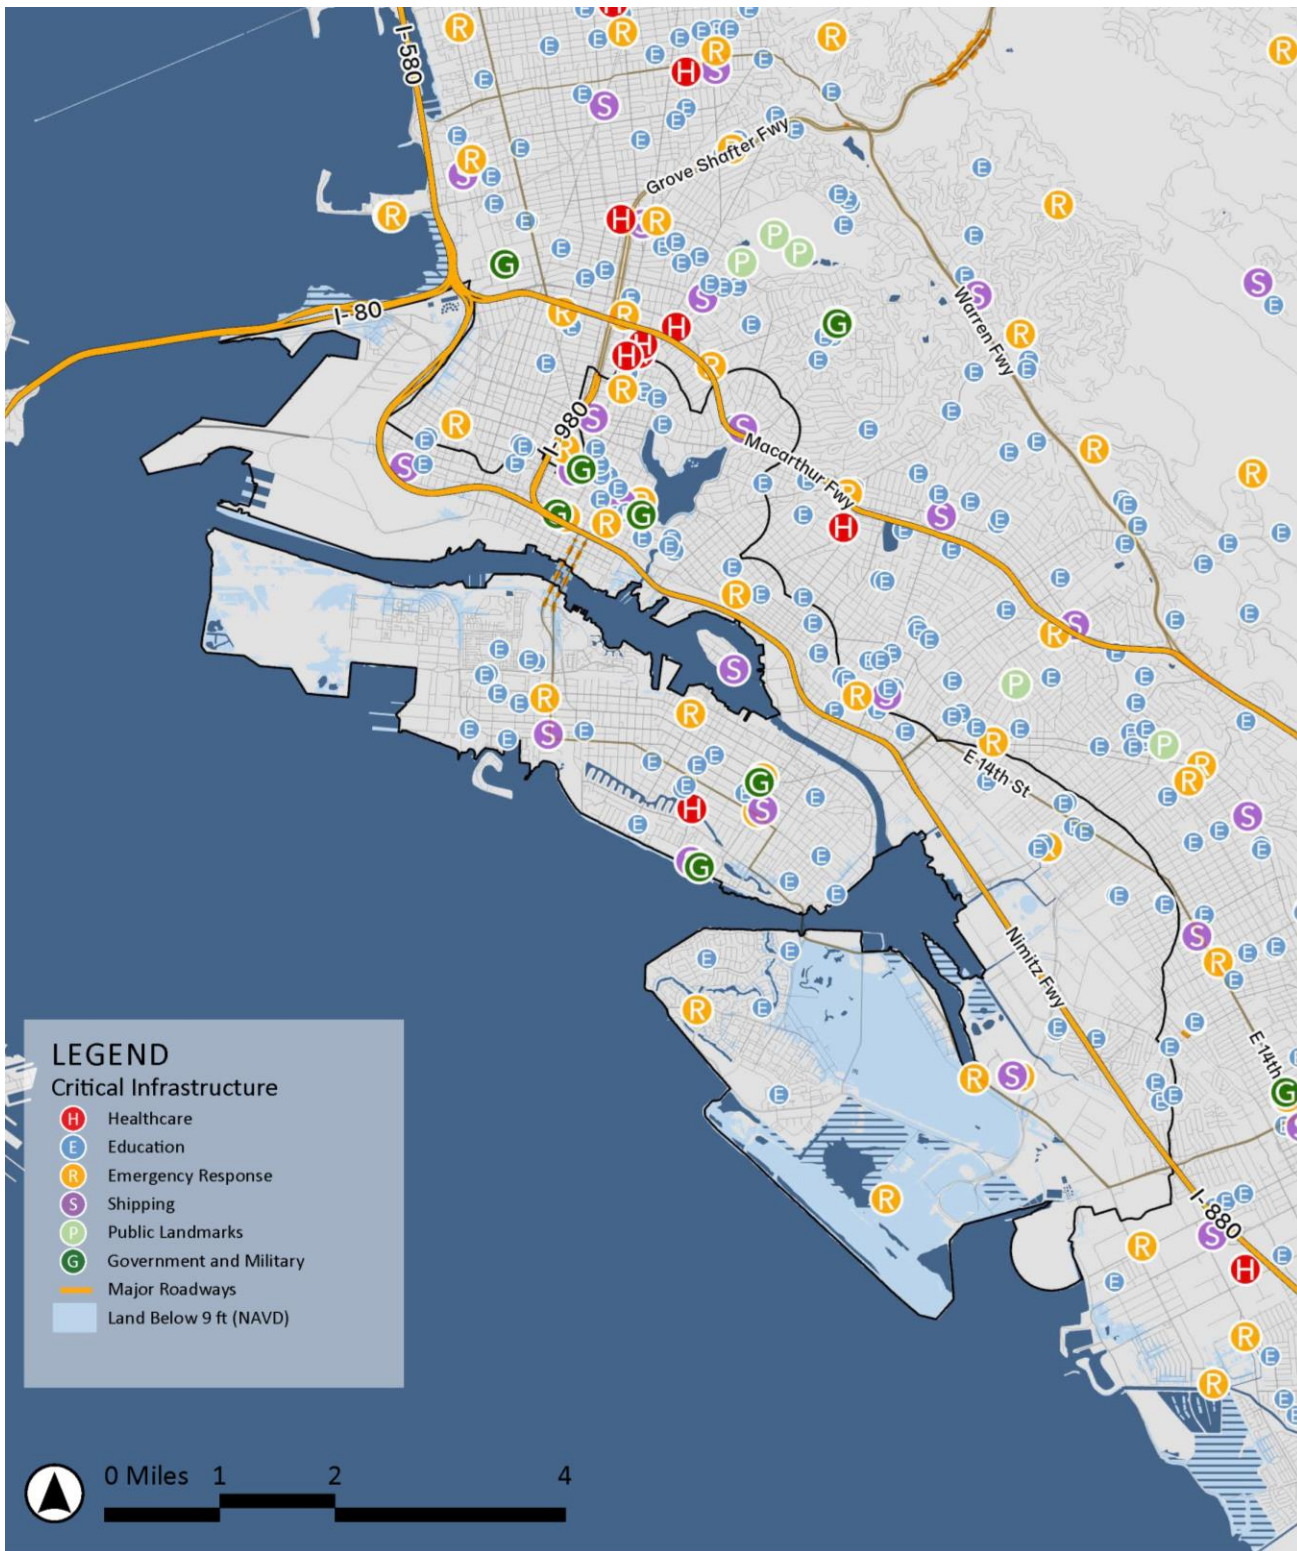 I-580
Grove Shafter Fwy
I-80
Warren Fwy
I-980
Macarthur Fwy
E 14th St
Nimitz Fwy
E 14th
I-880
LEGEND
Critical Infrastructure
H Healthcare
E Education
R Emergency Response
S Shipping
P Public Landmarks
G Government and Military
Major Roadways
Land Below 9 ft (NAVD)
0 Miles 1 2 4